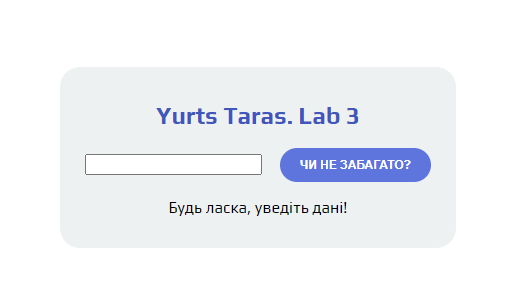 Yurts Taras. Lab 3
ЧИ НЕ ЗАБАГАТО?
Будь ласка, уведіть дані!